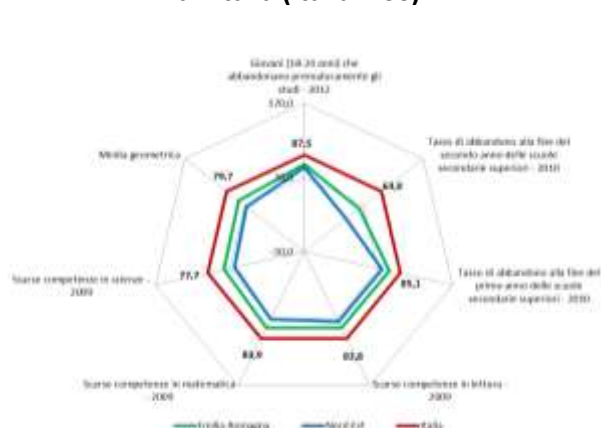 Giovani (18-24 anni) che
abbandonano prematuramente gli
studi - 2012
170,0
87,5
Tasso di abbandono alla fine del
secondo anno delle scuole
secondarie superiori - 2010
Media geometrica
79,7
-30,0
77,7
Scarse competenze in scienze -
2009
85,1
Tasso di abbandono alla fine del
primo anno delle scuole
secondarie superiori - 2010
83,9
83,8
Scarse competenze in matematica
- 2009
Scarse competenze in lettura -
2009
Emilia-Romagna
Nord Est
Italia